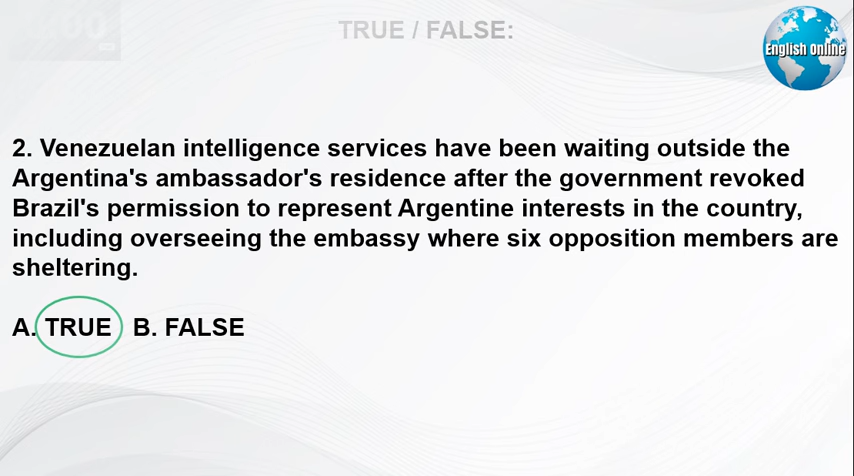 TRUE / FALSE:
English Online
2. Venezuelan intelligence services have been waiting outside the
Argentina's ambassador's residence after the government revoked
Brazil's permission to represent Argentine interests in the country,
including overseeing the embassy where six opposition members are
sheltering.
A. TRUE B. FALSE